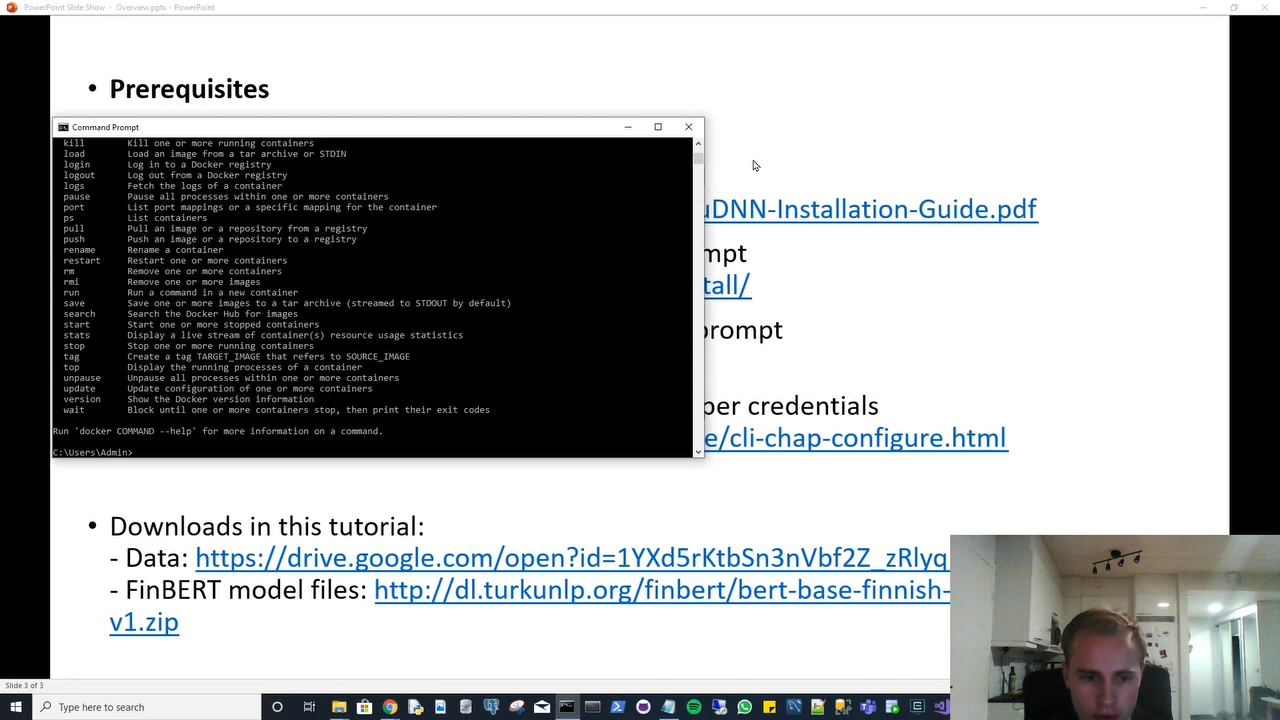 PowerPoint Slide Show - Overview.pptx - PowerPoint
• Prerequisites
Command Prompt
kill Kill one or more running containers
load Load an image from a tar archive or STDIN
login Log in to a Docker registry
logout Log out from a Docker registry
logs Fetch the logs of a container
pause Pause all processes within one or more containers
port List port mappings or a specific mapping for the container
ps List containers
pull Pull an image or a repository from a registry
push Push an image or a repository to a registry
rename Rename a container
restart Restart one or more containers
rm Remove one or more containers
rmi Remove one or more images
run Run a command in a new container
save Save one or more images to a tar archive (streamed to STDOUT by default)
search Search the Docker Hub for images
start Start one or more stopped containers
stats Display a live stream of container(s) resource usage statistics
stop Stop one or more running containers
tag Create a tag TARGET_IMAGE that refers to SOURCE_IMAGE
top Display the running processes of a container
unpause Unpause all processes within one or more containers
update Update configuration of one or more containers
version Show the Docker version information
wait Block until one or more containers stop, then print their exit codes
Run 'docker COMMAND --help' for more information on a command.
C:\Users\Admin>
uDNN-Installation-Guide.pdf
mpt
tall/
prompt
per credentials
e/cli-chap-configure.html
• Downloads in this tutorial:
- Data: https://drive.google.com/open?id=1YXd5rKtbSn3nVbf2Z_zRlyq
- FinBERT model files: http://dl.turkunlp.org/finbert/bert-base-finnish-
v1.zip
Slide 3 of 3
Type here to search